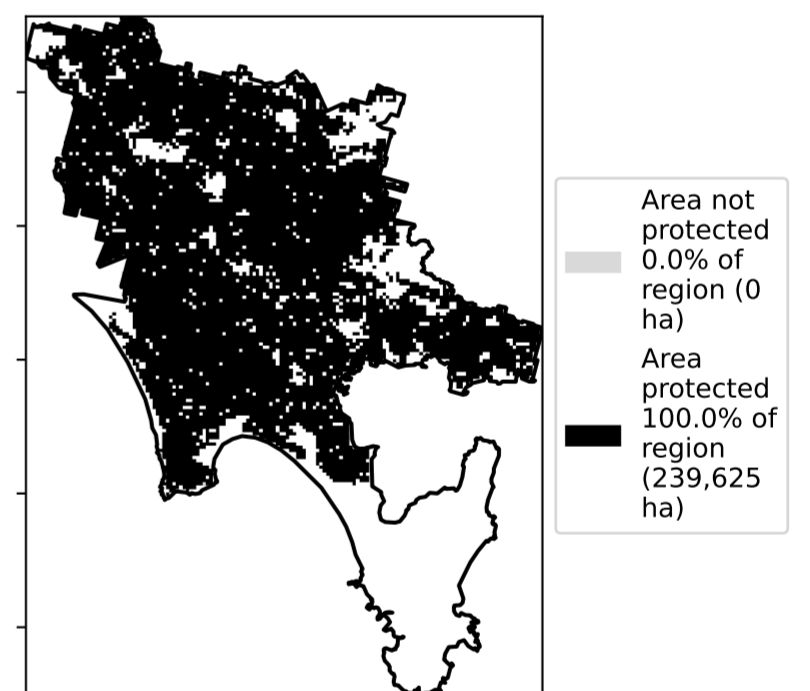 Area not
protected
0.0% of
region (0
ha)
Area
protected
100.0% of
region
(239,625
ha)